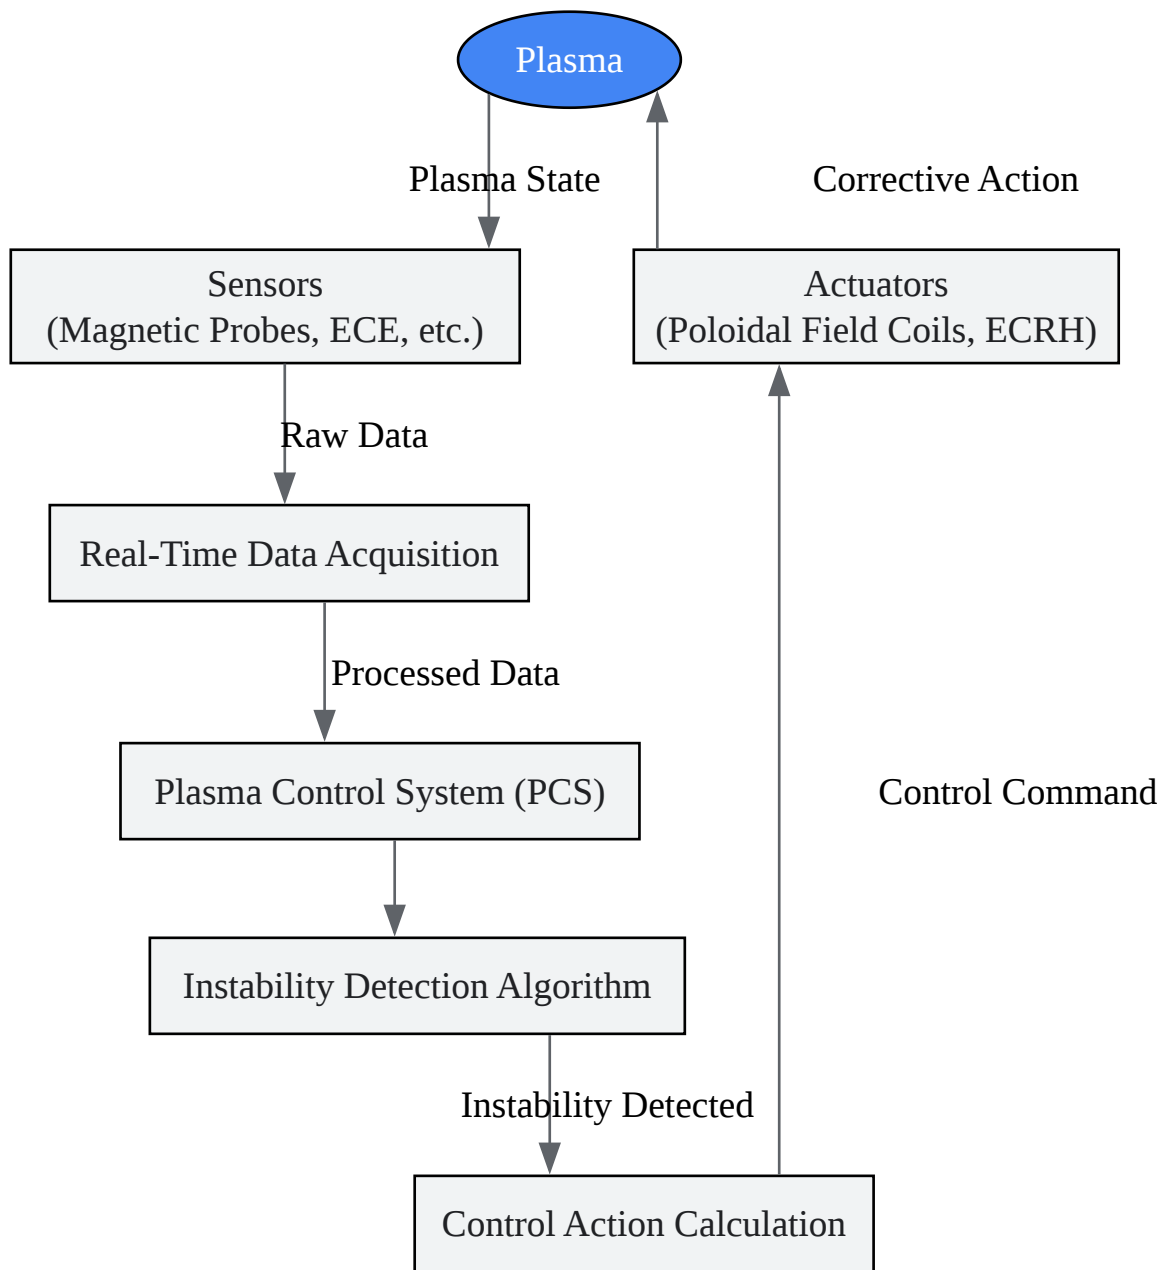 Plasma
Plasma State
Corrective Action
Sensors
(Magnetic Probes, ECE, etc.)
Actuators
(Poloidal Field Coils, ECRH)
Raw Data
Real-Time Data Acquisition
Processed Data
Plasma Control System (PCS)
Control Command
Instability Detection Algorithm
Instability Detected
Control Action Calculation